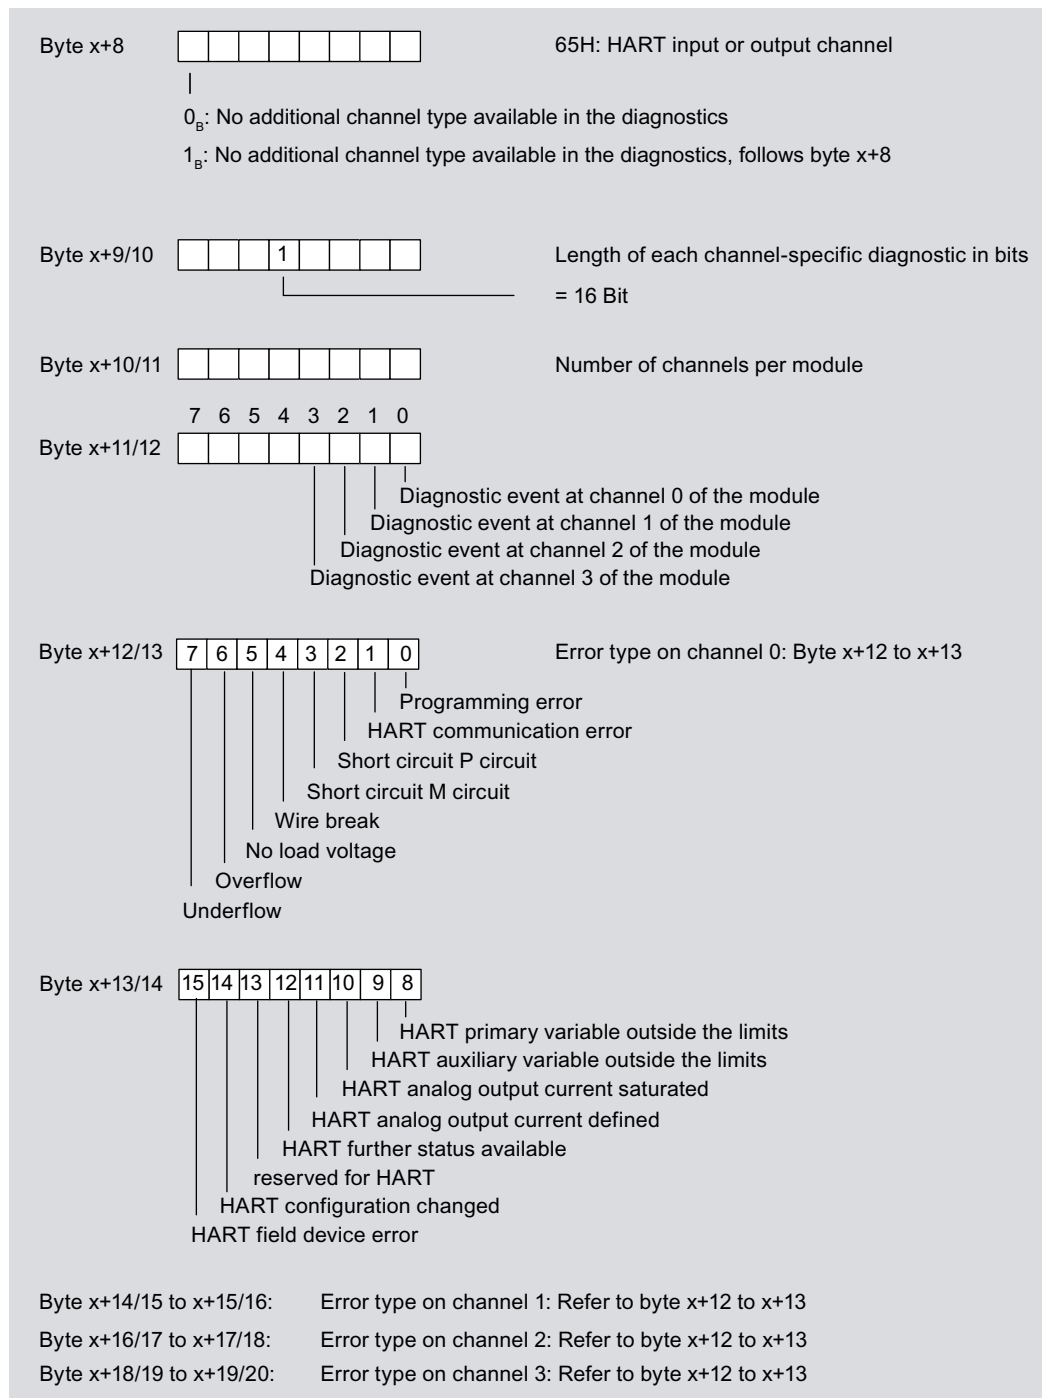 Byte x+8 65H: HART input or output channel
0B: No additional channel type available in the diagnostics
1B: No additional channel type available in the diagnostics, follows byte x+8
Byte x+9/10 1 Length of each channel-specific diagnostic in bits
= 16 Bit
Byte x+10/11 Number of channels per module
7 6 5 4 3 2 1 0
Byte x+11/12
Diagnostic event at channel 0 of the module
Diagnostic event at channel 1 of the module
Diagnostic event at channel 2 of the module
Diagnostic event at channel 3 of the module
Byte x+12/13 7 6 5 4 3 2 1 0 Error type on channel 0: Byte x+12 to x+13
Programming error
HART communication error
Short circuit P circuit
Short circuit M circuit
Wire break
No load voltage
Overflow
Underflow
Byte x+13/14 15 14 13 12 11 10 9 8
HART primary variable outside the limits
HART auxiliary variable outside the limits
HART analog output current saturated
HART analog output current defined
HART further status available
reserved for HART
HART configuration changed
HART field device error
Byte x+14/15 to x+15/16: Error type on channel 1: Refer to byte x+12 to x+13
Byte x+16/17 to x+17/18: Error type on channel 2: Refer to byte x+12 to x+13
Byte x+18/19 to x+19/20: Error type on channel 3: Refer to byte x+12 to x+13